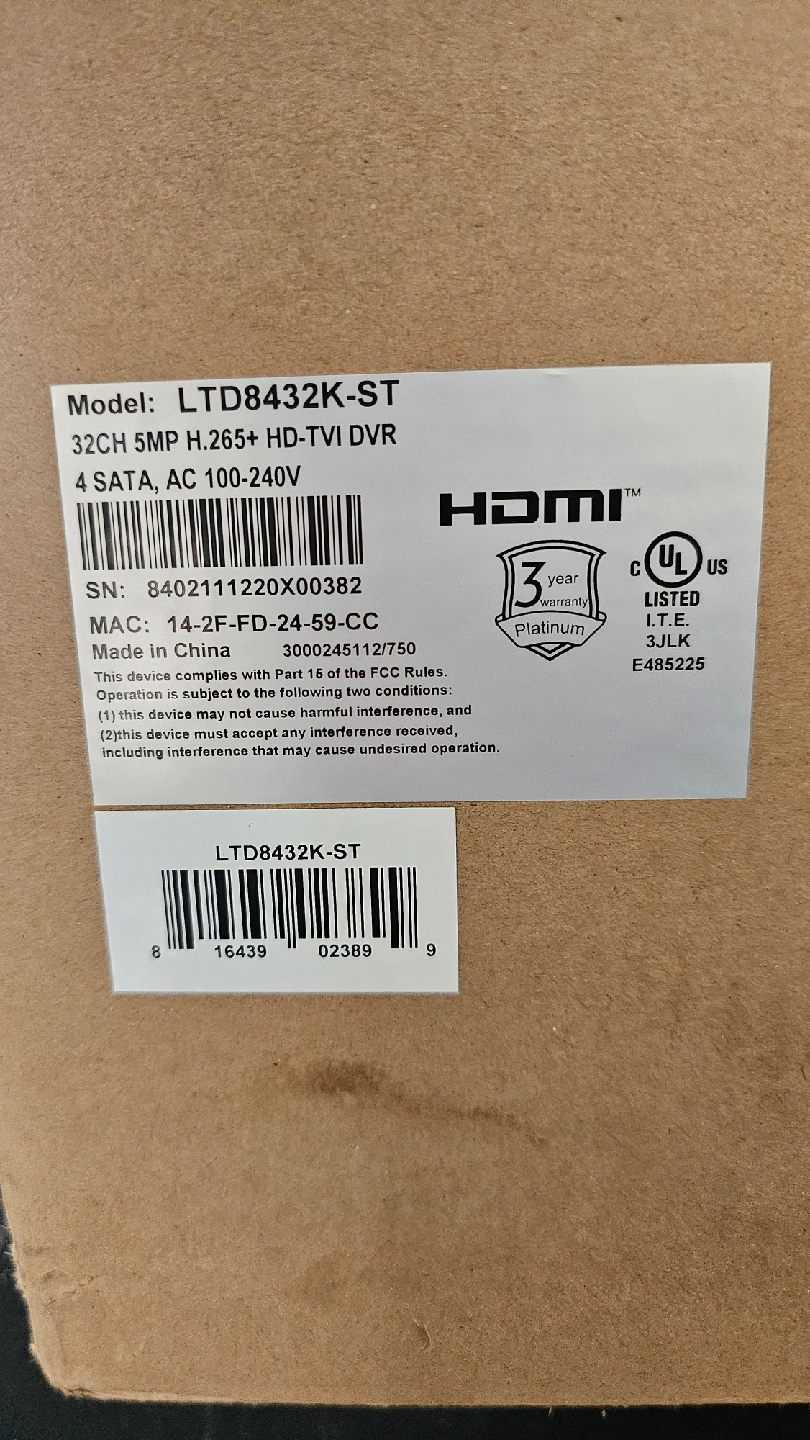 Model: LTD8432K-ST
32CH 5MP H.265+ HD-TVI DVR
4 SATA, AC 100-240V
SN: 8402111220X00382
MAC: 14-2F-FD-24-59-CC
Made in China 3000245112/750
This device complies with Part 15 of the FCC Rules.
Operation is subject to the following two conditions:
(1) this device may not cause harmful interference, and
(2)this device must accept any interference received,
including interference that may cause undesired operation.
HDMI™
3 year
warranty
Platinum
C UL US
LISTED
I.T.E.
3JLK
E485225
LTD8432K-ST
8 16439 02389 9